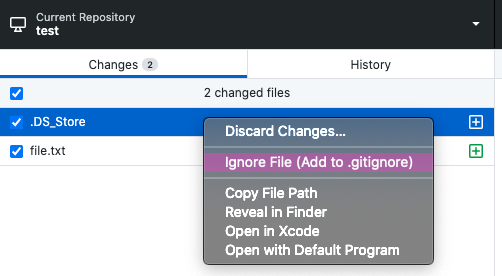 Current Repository
test
Changes 2
History
2 changed files
.DS_Store
file.txt
Discard Changes...
Ignore File (Add to .gitignore)
Copy File Path
Reveal in Finder
Open in Xcode
Open with Default Program